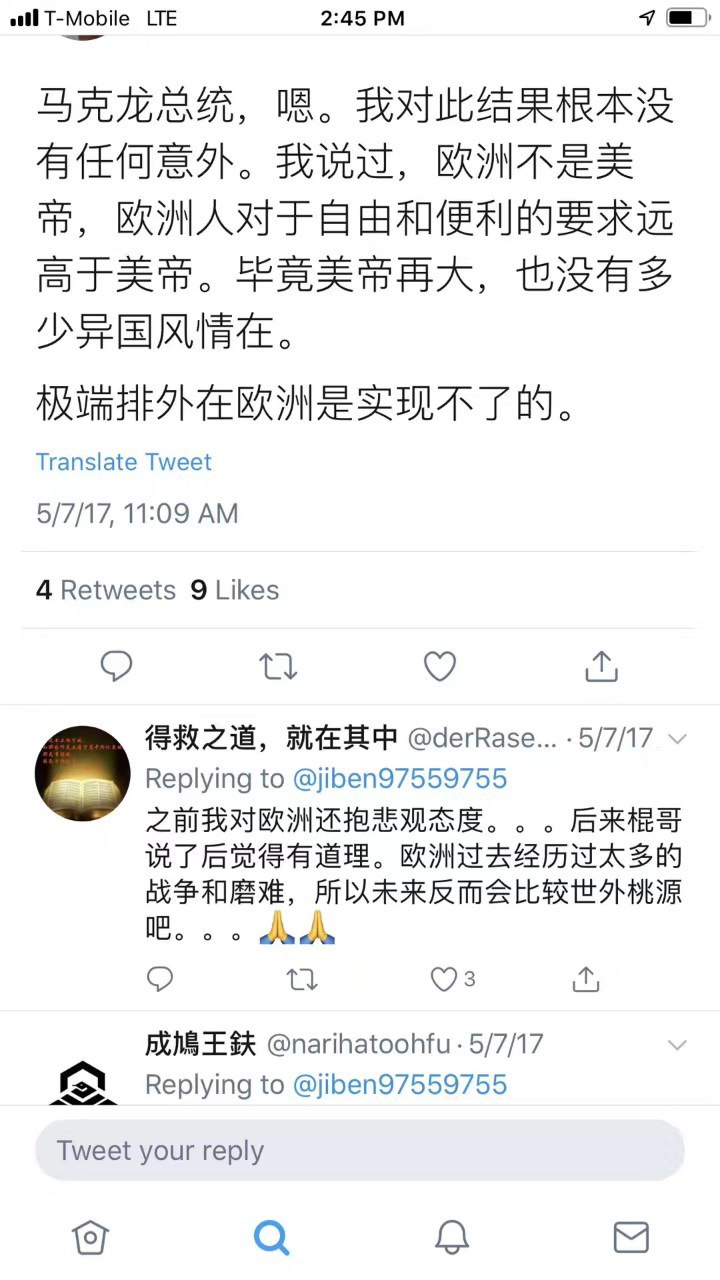 T-Mobile LTE 2:45 PM
马克龙总统，嗯。我对此结果根本没
有任何意外。我说过，欧洲不是美
帝，欧洲人对于自由和便利的要求远
高于美帝。毕竟美帝再大，也没有多
少异国风情在。
极端排外在欧洲是实现不了的。
Translate Tweet
5/7/17, 11:09 AM
4 Retweets 9 Likes
得救之道，就在其中 @derRase... · 5/7/17
Replying to @jiben97559755
之前我对欧洲还抱悲观态度。。。后来棍哥
说了后觉得有道理。欧洲过去经历过太多的
战争和磨难，所以未来反而会比较世外桃源
吧。。。🙏🙏
3
成鳩王鈇 @narihatoohfu · 5/7/17
Replying to @jiben97559755
Tweet your reply